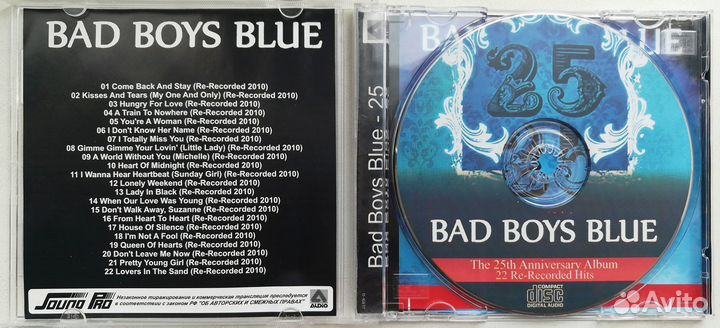 BAD BOYS BLUE
01 Come Back And Stay (Re-Recorded 2010)
02 Kisses And Tears (My One And Only) (Re-Recorded 2010)
03 Hungry For Love (Re-Recorded 2010)
04 A Train To Nowhere (Re-Recorded 2010)
05 You're A Woman (Re-Recorded 2010)
06 I Don't Know Her Name (Re-Recorded 2010)
07 I Totally Miss You (Re-Recorded 2010)
08 Gimme Gimme Your Lovin' (Little Lady) (Re-Recorded 2010)
09 A World Without You (Michelle) (Re-Recorded 2010)
10 Heart Of Midnight (Re-Recorded 2010)
11 I Wanna Hear Heartbeat (Sunday Girl) (Re-Recorded 2010)
12 Lonely Weekend (Re-Recorded 2010)
13 Lady In Black (Re-Recorded 2010)
14 When Our Love Was Young (Re-Recorded 2010)
15 Don't Walk Away, Suzanne (Re-Recorded 2010)
16 From Heart To Heart (Re-Recorded 2010)
17 House Of Silence (Re-Recorded 2010)
18 I'm Not A Fool (Re-Recorded 2010)
19 Queen Of Hearts (Re-Recorded 2010)
20 Don't Leave Me Now (Re-Recorded 2010)
21 Pretty Young Girl (Re-Recorded 2010)
22 Lovers In The Sand (Re-Recorded 2010)
Sound Pro
Незаконное тиражирование и коммерческая трансляция преследуется
в соответствии с законом РФ "ОБ АВТОРСКИХ И СМЕЖНЫХ ПРАВАХ"
Bad Boys Blue - 25
BAD BOYS BLUE
25
BAD BOYS BLUE
The 25th Anniversary Album
22 Re-Recorded Hits
COMPACT
disc
DIGITAL AUDIO
Avito